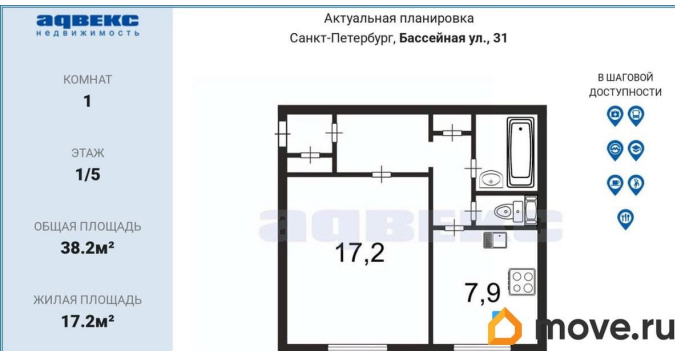 адвекс
недвижимость
КОМНАТ
1
ЭТАЖ
1/5
ОБЩАЯ ПЛОЩАДЬ
38.2м²
ЖИЛАЯ ПЛОЩАДЬ
17.2м²
Актуальная планировка
Санкт-Петербург, Бассейная ул., 31
адвекс
17,2
7,9
В ШАГОВОЙ
ДОСТУПНОСТИ
move.ru